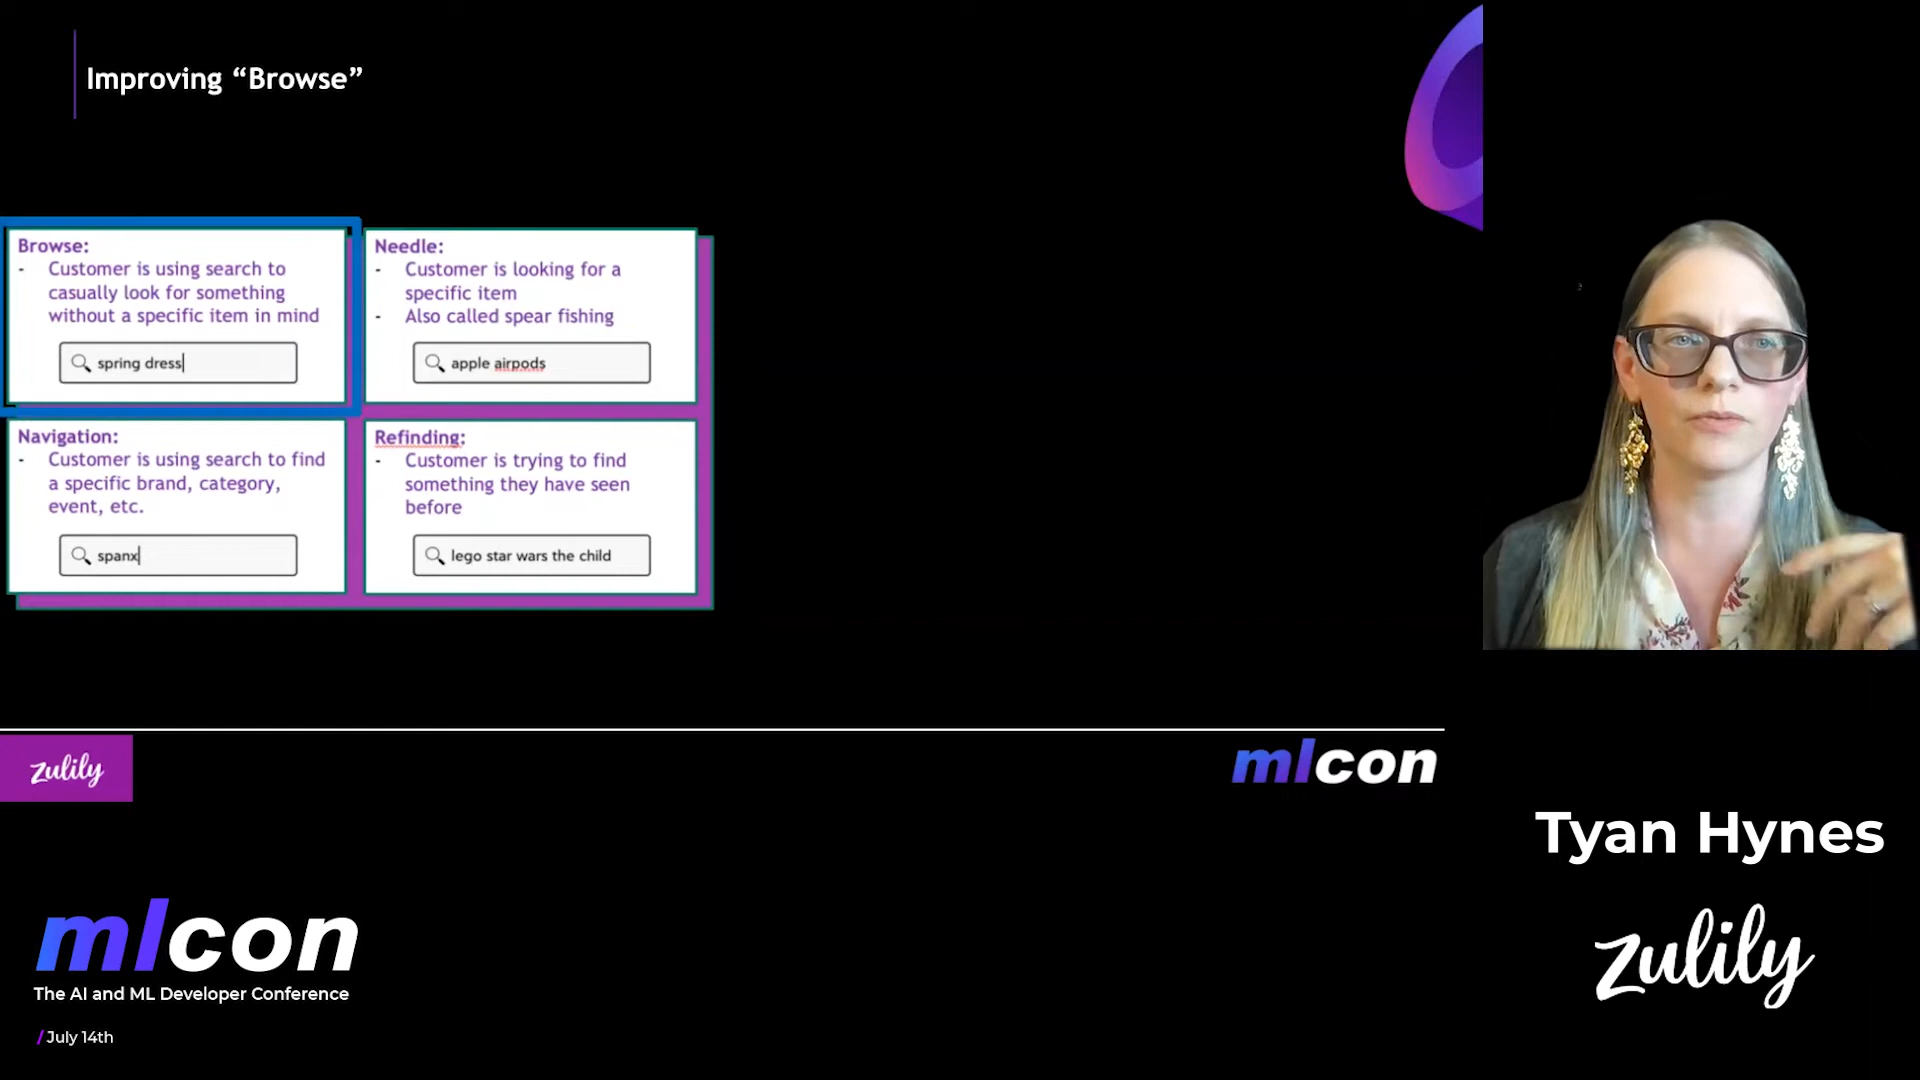 Improving “Browse”
Browse:
- Customer is using search to
casually look for something
without a specific item in mind
spring dress
Needle:
- Customer is looking for a
specific item
- Also called spear fishing
apple airpods
Navigation:
- Customer is using search to find
a specific brand, category,
event, etc.
spanx
Refinding:
- Customer is trying to find
something they have seen
before
lego star wars the child
zulily
mlcon
Tyan Hynes
zulily
mlcon
The AI and ML Developer Conference
/ July 14th